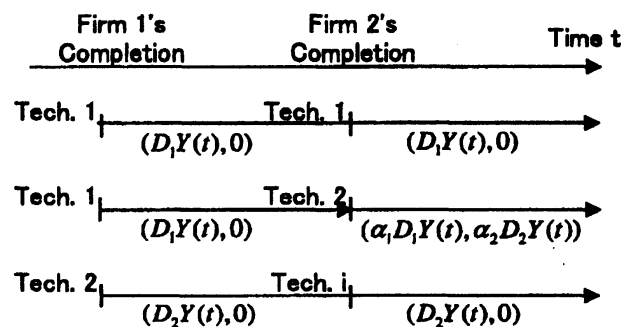 Firm 1's Completion
Firm 2's Completion
Time t
Tech. 1
Tech. 1
(D₁Y(t),0)
(D₁Y(t),0)
Tech. 1
Tech. 2
(D₁Y(t),0)
(α₁D₁Y(t),α₂D₂Y(t))
Tech. 2
Tech. i
(D₂Y(t),0)
(D₂Y(t),0)